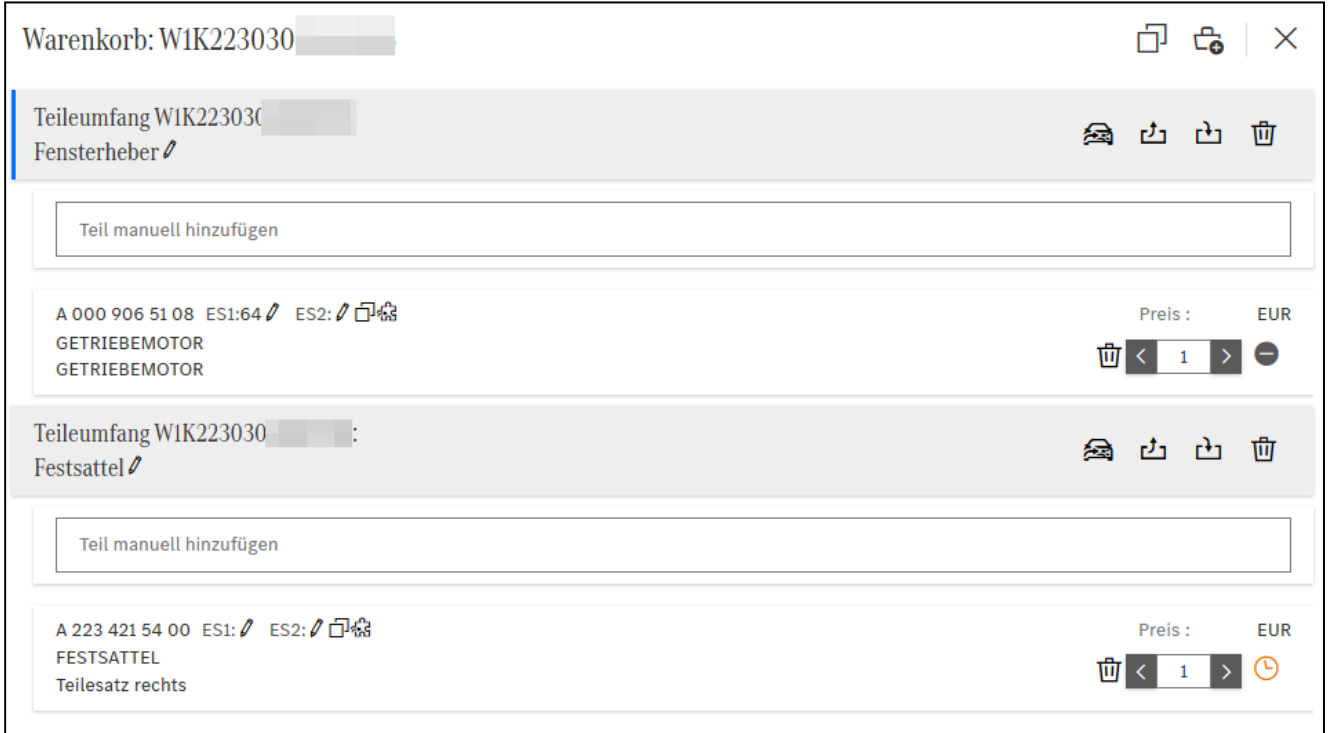 Warenkorb: W1K223030
Teileumfang W1K223030
Fensterheber
Teil manuell hinzufügen
A 000 906 51 08 ES1:64 ES2:
Preis : EUR
GETRIEBEMOTOR
1
GETRIEBEMOTOR
Teileumfang W1K223030 :
Festsattel
Teil manuell hinzufügen
A 223 421 54 00 ES1: ES2:
Preis : EUR
FESTSATTEL
1
Teilesatz rechts